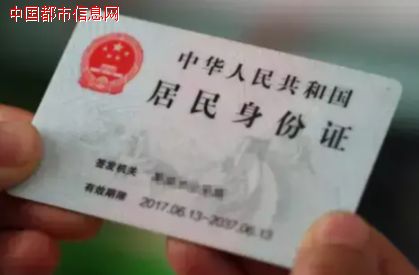 中国都市信息网
中华人民共和国
居民身份证
签发机关
有效期限 2017.06.13-2037.06.13